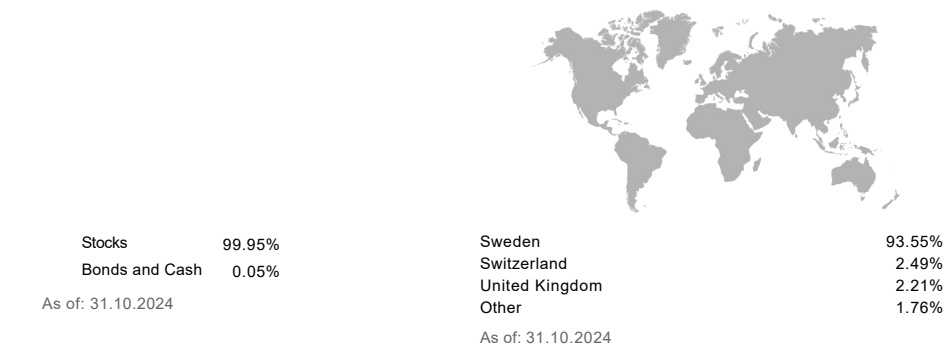 Stocks 99.95%
Bonds and Cash 0.05%
As of: 31.10.2024
Sweden 93.55%
Switzerland 2.49%
United Kingdom 2.21%
Other 1.76%
As of: 31.10.2024